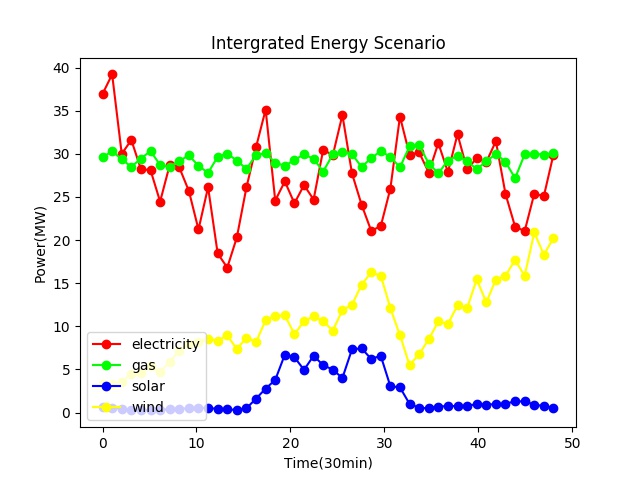 Intergrated Energy Scenario
Power(MW)
40
35
30
25
20
15
10
5
0
electricity
gas
solar
wind
0 10 20 30 40 50
Time(30min)